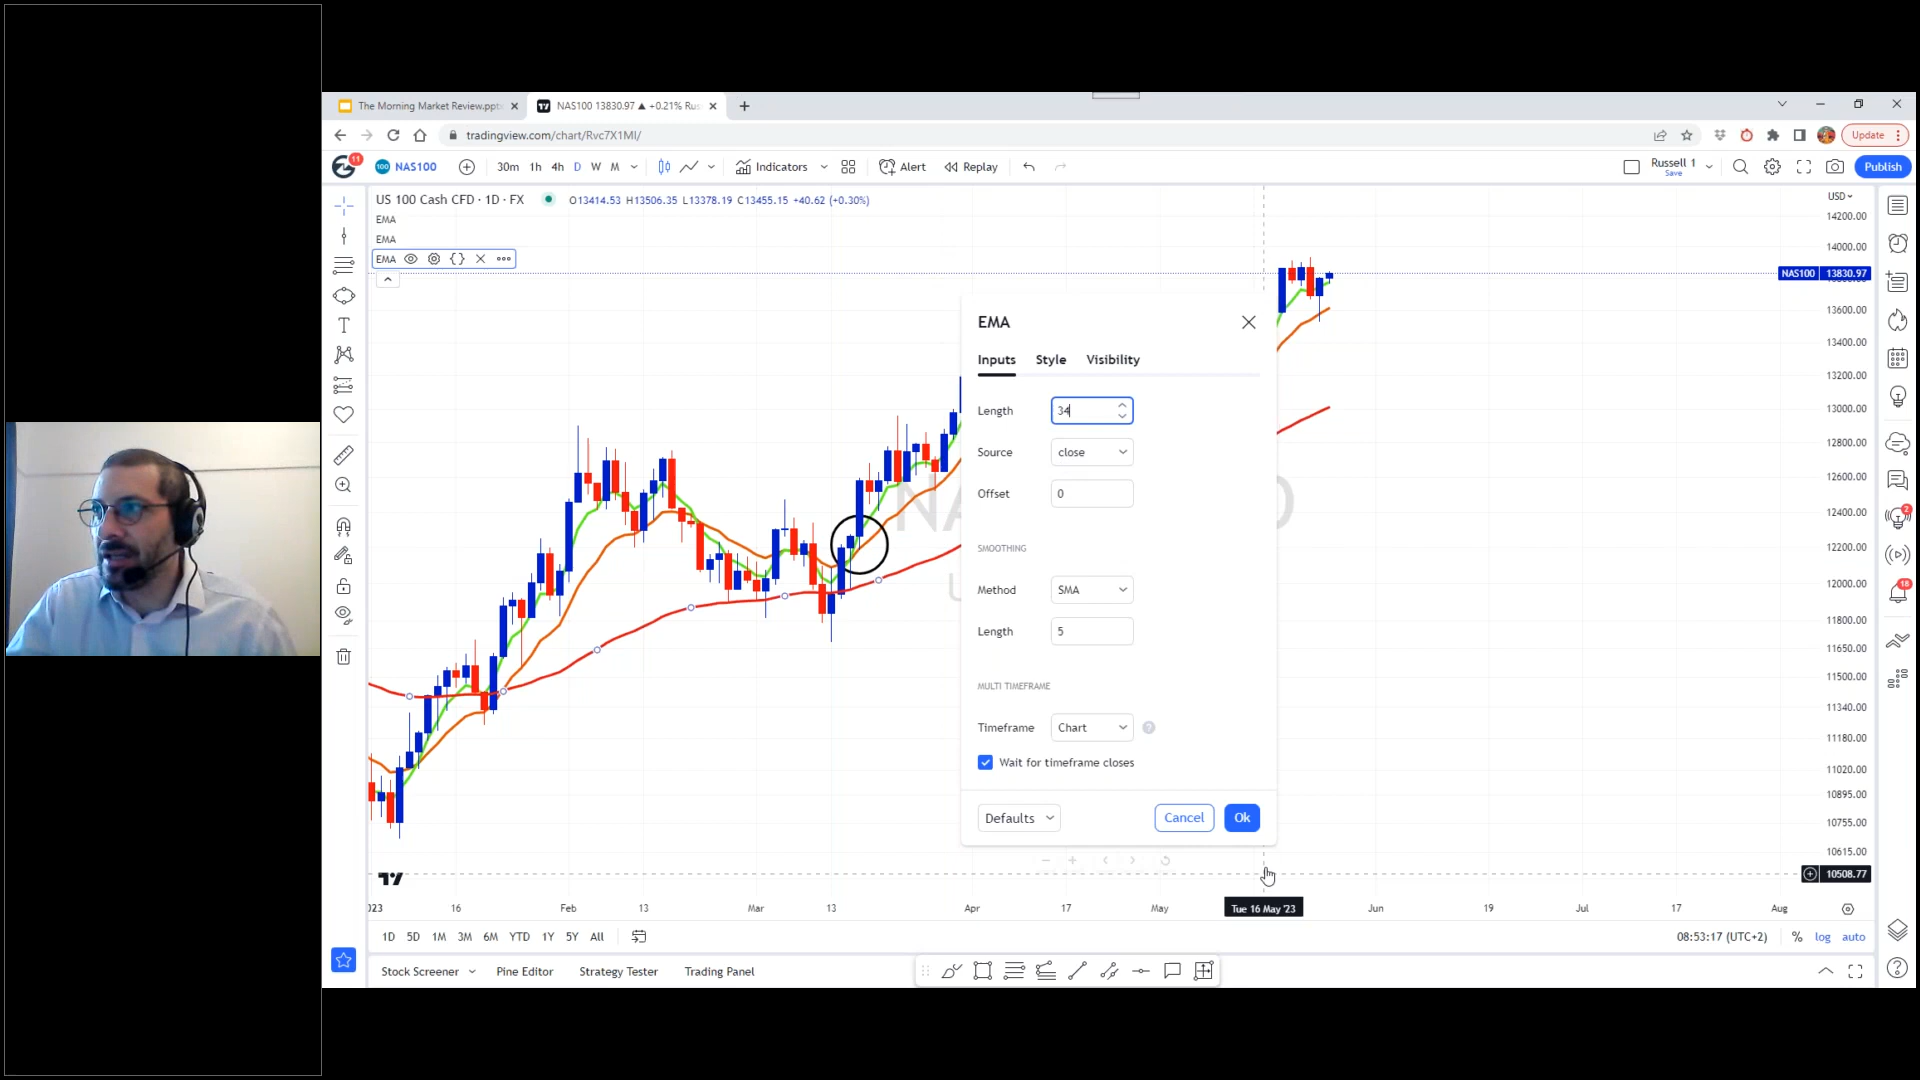 The Morning Market Review.ppt
NAS100 13830.97 ▲ +0.21% Rus
tradingview.com/chart/Rvc7X1MI/
Update
11
100 NAS100
30m 1h 4h D W M
Indicators
Alert
Replay
Russell 1
Save
Publish
US 100 Cash CFD · 1D · FX
O13414.53 H13506.35 L13378.19 C13455.15 +40.62 (+0.30%)
USD
EMA
EMA
EMA
14200.00
14000.00
NAS100 13830.97
13600.00
13400.00
13200.00
13000.00
12800.00
12600.00
12400.00
12200.00
12000.00
11800.00
11650.00
11500.00
11340.00
11180.00
11020.00
10895.00
10755.00
10615.00
10508.77
EMA
Inputs Style Visibility
Length 34
Source close
Offset 0
SMOOTHING
Method SMA
Length 5
MULTI TIMEFRAME
Timeframe Chart
Wait for timeframe closes
Defaults Cancel Ok
2
18
16 Feb 13 Mar 13 Apr 17 May Tue 16 May '23 Jun 19 Jul 17 Aug
1D 5D 1M 3M 6M YTD 1Y 5Y All
08:53:17 (UTC+2) % log auto
Stock Screener Pine Editor Strategy Tester Trading Panel